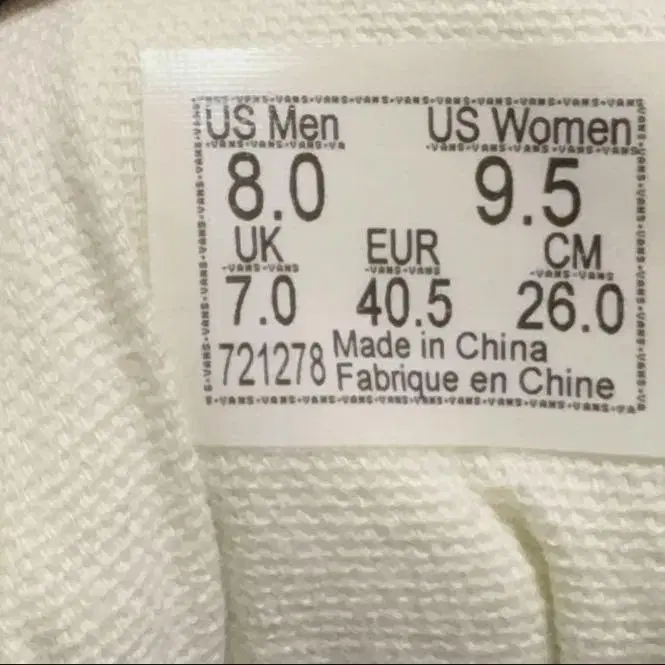 US Men US Women
8.0 9.5
UK EUR CM
7.0 40.5 26.0
721278 Made in China
Fabrique en Chine